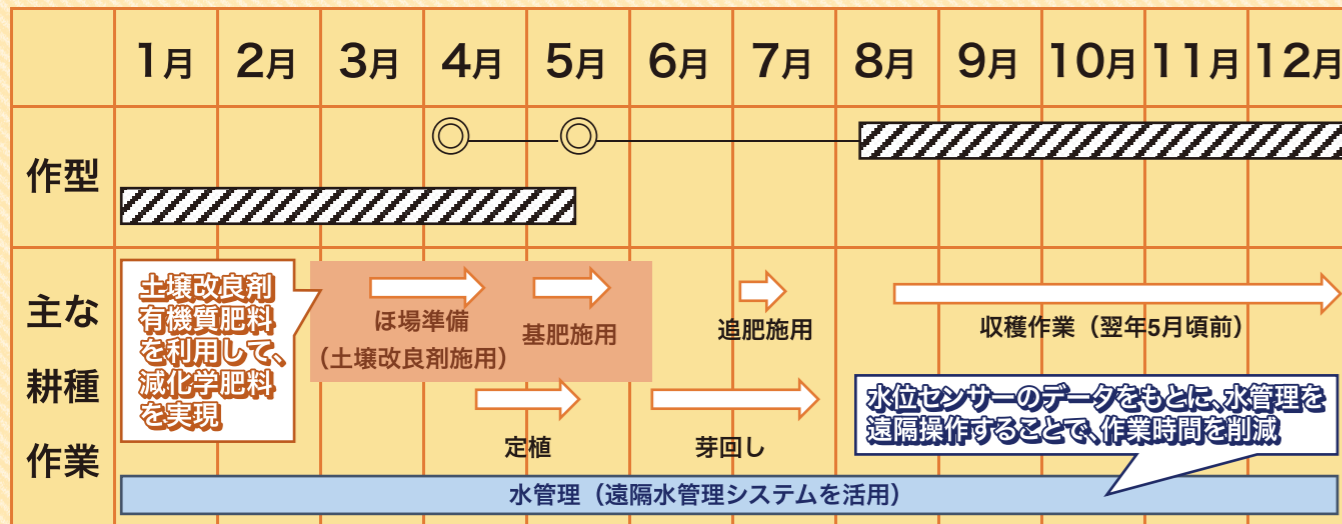 1月 2月 3月 4月 5月 6月 7月 8月 9月 10月 11月 12月
作型
主な
耕種
作業
土壌改良剤
有機質肥料
を利用して、
減化学肥料
を実現
ほ場準備
（土壌改良剤施用）
基肥施用
追肥施用
収穫作業（翌年5月頃前）
定植
芽回し
水位センサーのデータをもとに、水管理を
遠隔操作することで、作業時間を削減
水管理（遠隔水管理システムを活用）